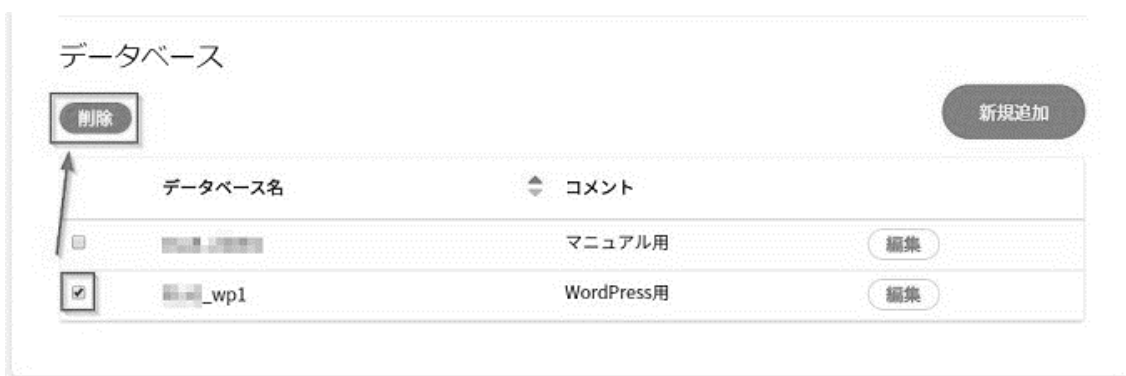 データベース
削除
新規追加
データベース名 コメント
マニュアル用 編集
_wp1 WordPress用 編集